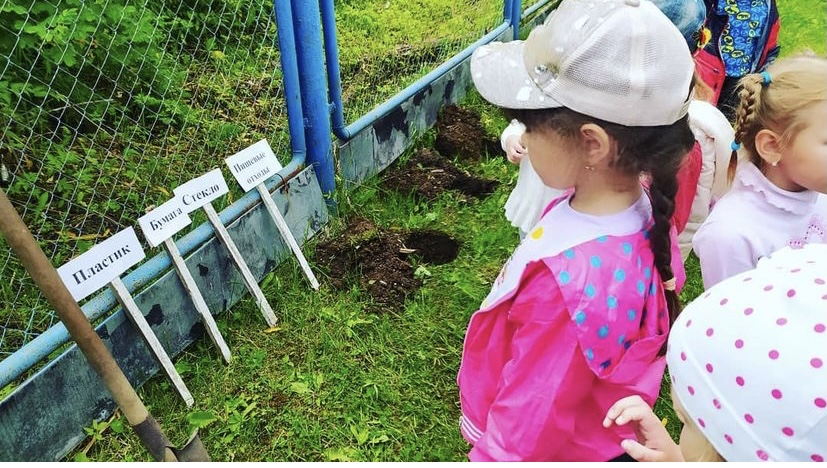 Пластик
Бумага
Стекло
Пищевые
отходы